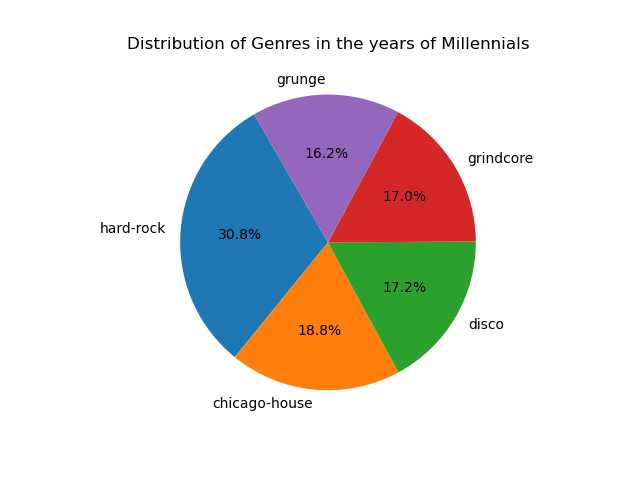 Distribution of Genres in the years of Millennials
grunge
16.2%
grindcore
17.0%
hard-rock
30.8%
17.2%
disco
18.8%
chicago-house